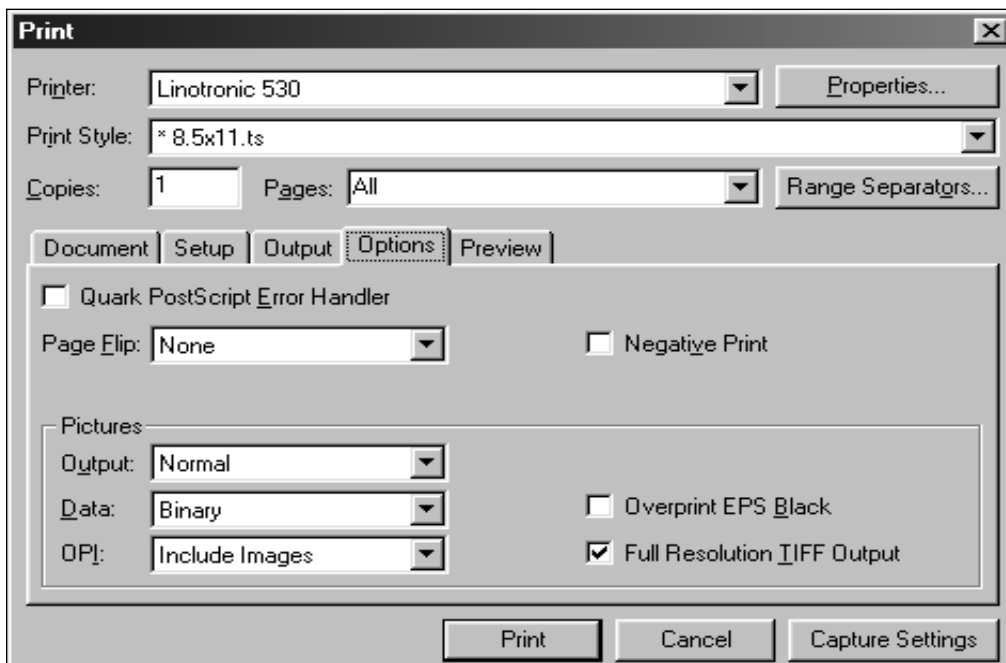 Print
Printer: Linotronic 530 Properties...
Print Style: * 8.5x11.ts
Copies: 1 Pages: All Range Separators...
Document Setup Output Options Preview
Quark PostScript Error Handler
Page Flip: None Negative Print
Pictures
Output: Normal
Data: Binary Overprint EPS Black
OPI: Include Images Full Resolution TIFF Output
Print Cancel Capture Settings